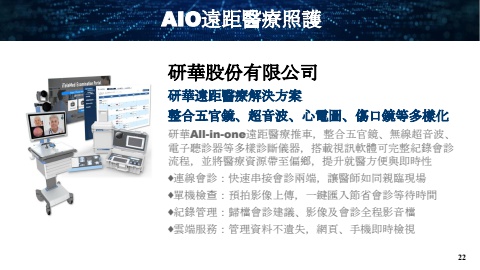 AIO遠距醫療照護
研華股份有限公司
研華遠距醫療解決方案
整合五官鏡、超音波、心電圖、傷口鏡等多樣化
研華All-in-one遠距醫療推車，整合五官鏡、無線超音波、
電子聽診器等多樣診斷儀器，搭載視訊軟體可完整紀錄會診
流程，並將醫療資源帶至偏鄉，提升就醫方便與即時性
♦連線會診：快速串接會診兩端，讓醫師如同親臨現場
♦單機檢查：預拍影像上傳，一鍵匯入節省會診等待時間
♦紀錄管理：歸檔會診建議、影像及會診全程影音檔
♦雲端服務：管理資料不遺失，網頁、手機即時檢視
22